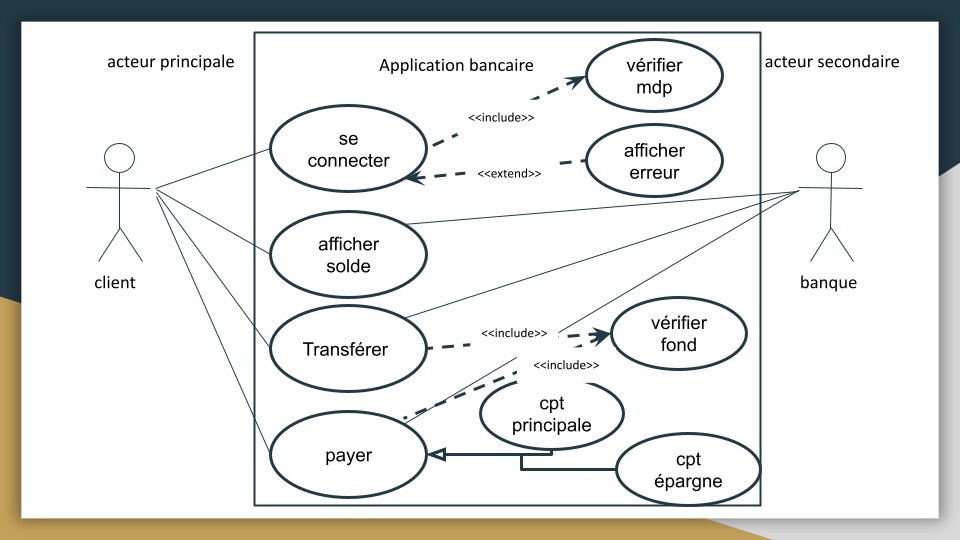 acteur principale
Application bancaire
acteur secondaire
vérifier
mdp
<<include>>
se
connecter
afficher
erreur
<<extend>>
afficher
solde
client
banque
Transférer
<<include>>
vérifier
fond
<<include>>
cpt
principale
payer
cpt
épargne